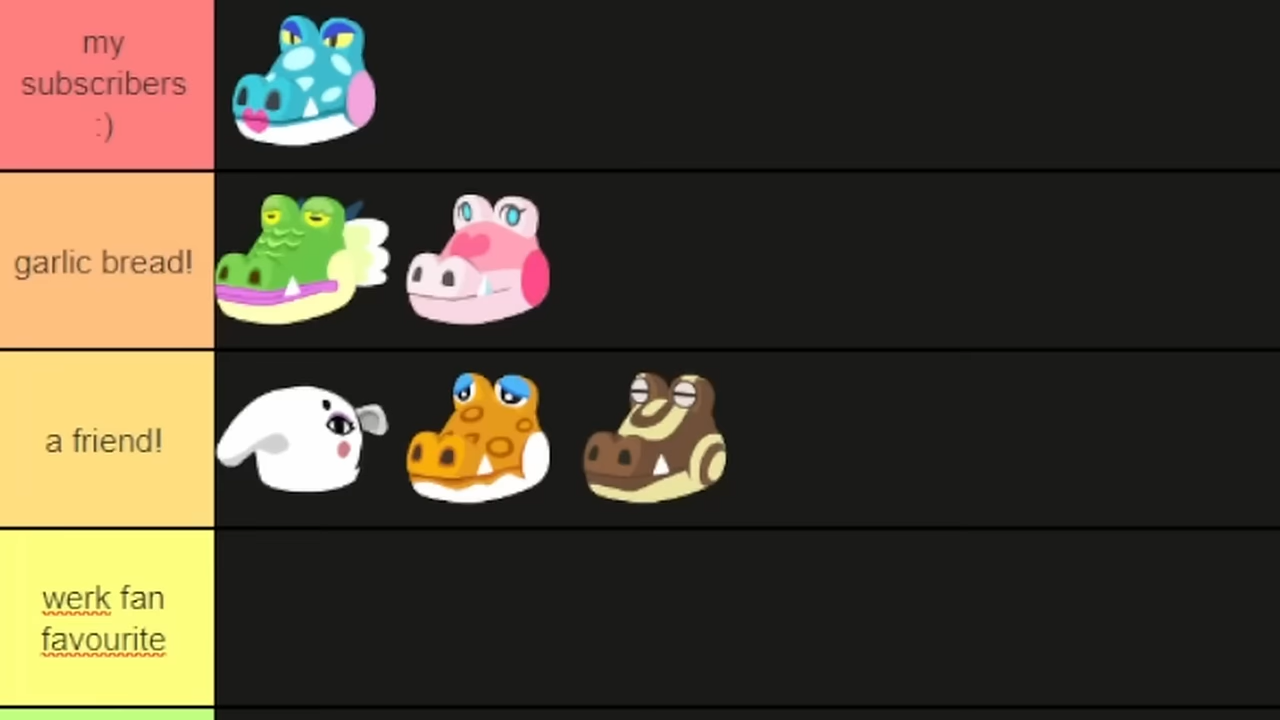 my
subscribers
:)
garlic bread!
a friend!
werk fan
favourite